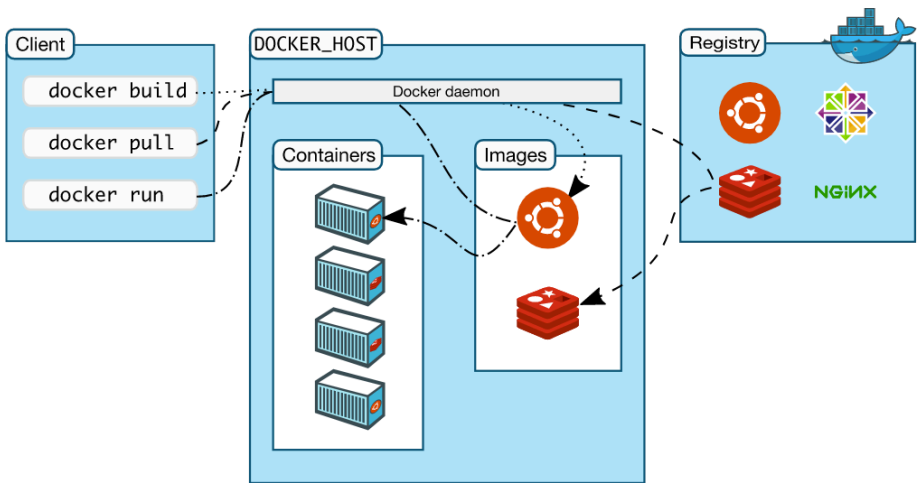 Client
docker build
docker pull
docker run
DOCKER_HOST
Docker daemon
Containers
Images
Registry
NGiNX